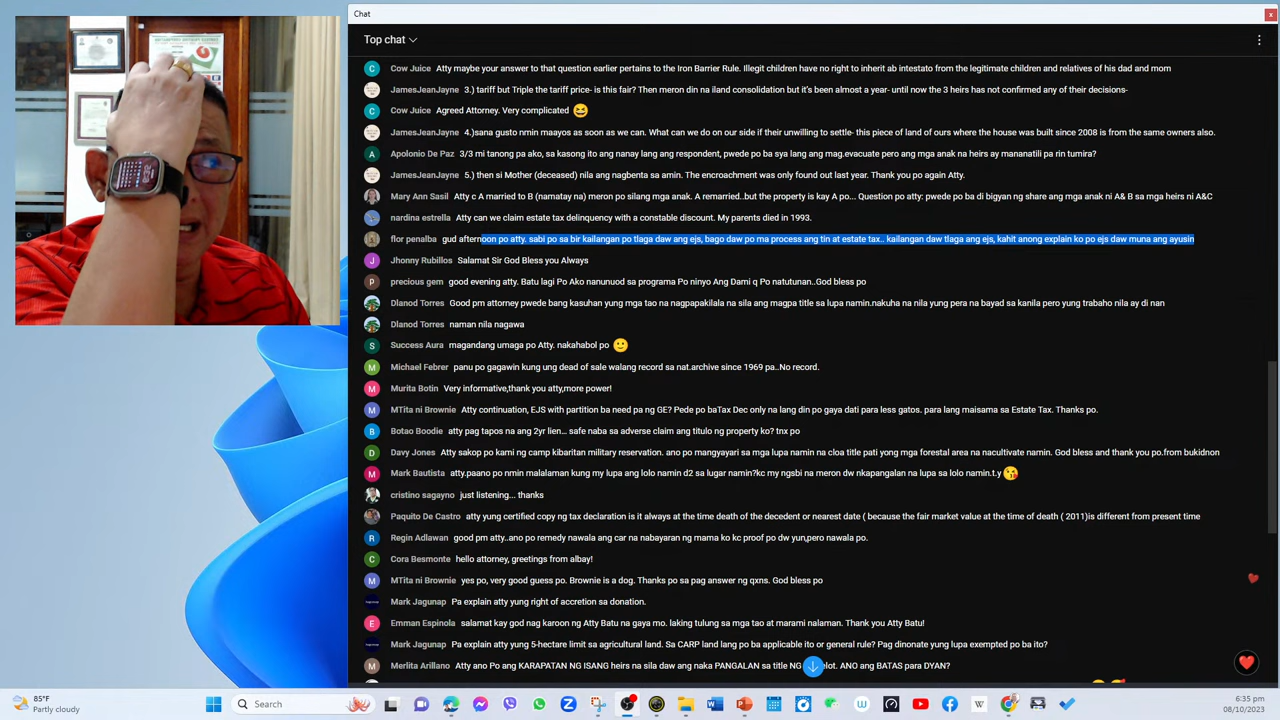 Chat
Top chat
C Cow Juice Atty maybe your answer to that question earlier pertains to the Iron Barrier Rule. Illegit children have no right to inherit ab intestato from the legitimate children and relatives of his dad and mom
JamesJeanJayne 3.) tariff but Triple the tariff price- is this fair? Then meron din na iland consolidation but it's been almost a year- until now the 3 heirs has not confirmed any of their decisions-
C Cow Juice Agreed Attorney. Very complicated 😆
JamesJeanJayne 4.)sana gusto nmin maayos as soon as we can. What can we do on our side if their unwilling to settle- this piece of land of ours where the house was built since 2008 is from the same owners also.
A Apolonio De Paz 3/3 mi tanong pa ako, sa kasong ito ang nanay lang ang respondent, pwede po ba sya lang ang mag.evacuate pero ang mga anak na heirs ay mananatili pa rin tumira?
JamesJeanJayne 5.) then si Mother (deceased) nila ang nagbenta sa amin. The encroachment was only found out last year. Thank you po again Atty.
Mary Ann Sasil Atty c A married to B (namatay na) meron po silang mga anak. A remarried..but the property is kay A po... Question po atty: pwede po ba di bigyan ng share ang mga anak ni A& B sa mga heirs ni A&C
nardina estrella Atty can we claim estate tax delinquency with a constable discount. My parents died in 1993.
flor penalba gud afternoon po atty. sabi po sa bir kailangan po tlaga daw ang ejs, bago daw po ma process ang tin at estate tax.. kailangan daw tlaga ang ejs, kahit anong explain ko po ejs daw muna ang ayusin
J Jhonny Rubillos Salamat Sir God Bless you Always
P precious gem good evening atty. Batu lagi Po Ako nanunuod sa programa Po ninyo Ang Dami q Po natutunan..God bless po
Dlanod Torres Good pm attorney pwede bang kasuhan yung mga tao na nagpapakilala na sila ang magpa title sa lupa namin.nakuha na nila yung pera na bayad sa kanila pero yung trabaho nila ay di nan
Dlanod Torres naman nila nagawa
S Success Aura magandang umaga po Atty. nakahabol po 🙂
M Michael Febrer panu po gagawin kung ung dead of sale walang record sa nat.archive since 1969 pa..No record.
M Murita Botin Very informative,thank you atty,more power!
M MTita ni Brownie Atty continuation, EJS with partition ba need pa ng GE? Pede po baTax Dec only na lang din po gaya dati para less gatos. para lang maisama sa Estate Tax. Thanks po.
B Botao Boodie atty pag tapos na ang 2yr lien... safe naba sa adverse claim ang titulo ng property ko? tnx po
D Davy Jones Atty sakop po kami ng camp kibaritan military reservation. ano po mangyayari sa mga lupa namin na cloa title pati yong mga forestal area na nacultivate namin. God bless and thank you po.from bukidnon
M Mark Bautista atty.paano po nmin malalaman kung my lupa ang lolo namin d2 sa lugar namin?kc my ngsbi na meron dw nkapangalan na lupa sa lolo namin.t.y 😘
cristino sagayno just listening... thanks
Paquito De Castro atty yung certified copy ng tax declaration is it always at the time death of the decedent or nearest date ( because the fair market value at the time of death ( 2011)is different from present time
R Regin Adlawan good pm atty..ano po remedy nawala ang car na nabayaran ng mama ko kc proof po dw yun,pero nawala po.
C Cora Besmonte hello attorney, greetings from albay!
M MTita ni Brownie yes po, very good guess po. Brownie is a dog. Thanks po sa pag answer ng qxns. God bless po
Mark Jagunap Pa explain atty yung right of accretion sa donation.
E Emman Espinola salamat kay god nag karoon ng Atty Batu na gaya mo. laking tulung sa mga tao at marami nalaman. Thank you Atty Batu!
Mark Jagunap Pa explain atty yung 5-hectare limit sa agricultural land. Sa CARP land lang po ba applicable ito or general rule? Pag dinonate yung lupa exempted po ba ito?
M Merlita Arillano Atty ano Po ang KARAPATAN NG ISANG heirs na sila daw ang naka PANGALAN sa title NG lot. ANO ang BATAS para DYAN?
85°F
Partly cloudy
Search
6:35 pm
08/10/2023